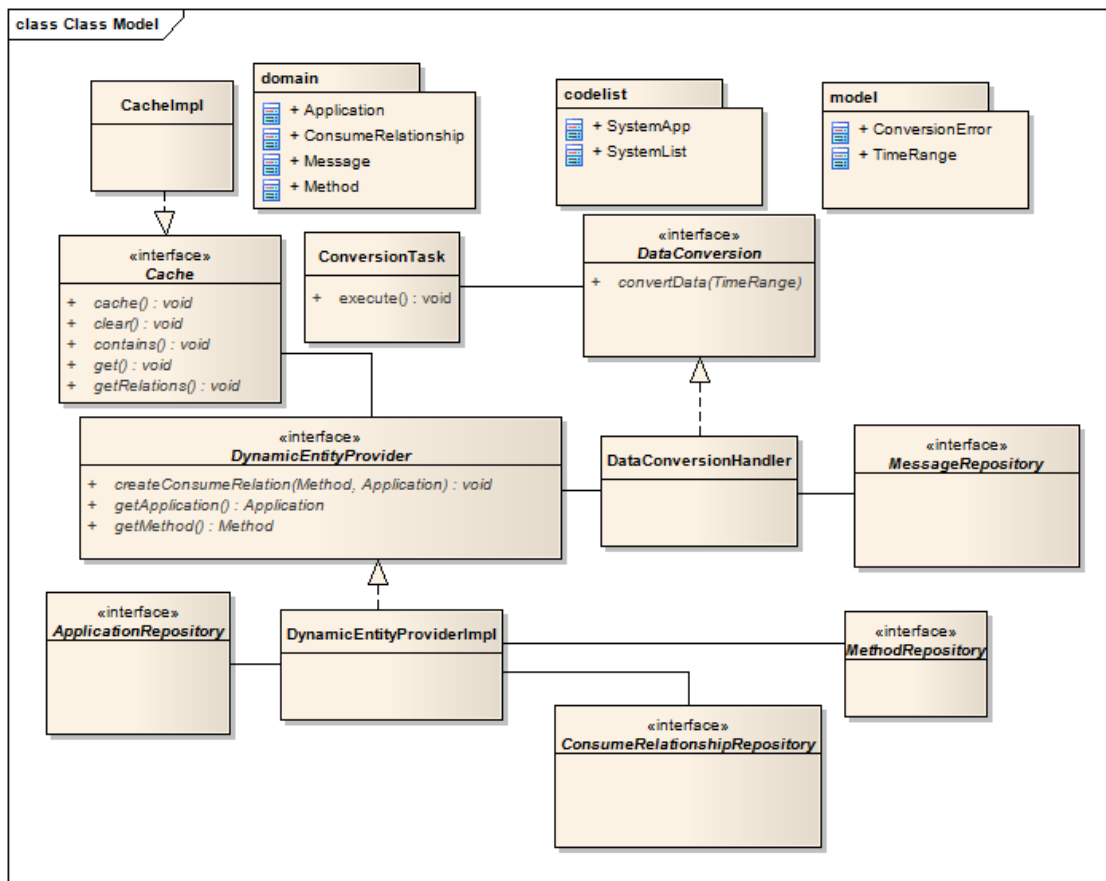 class Class Model
CacheImpl
domain
+ Application
+ ConsumeRelationship
+ Message
+ Method
codelist
+ SystemApp
+ SystemList
model
+ ConversionError
+ TimeRange
«interface»
Cache
+ cache() : void
+ clear() : void
+ contains() : void
+ get() : void
+ getRelations() : void
ConversionTask
+ execute() : void
«interface»
DataConversion
+ convertData(TimeRange)
«interface»
DynamicEntityProvider
+ createConsumeRelation(Method, Application) : void
+ getApplication() : Application
+ getMethod() : Method
DataConversionHandler
«interface»
MessageRepository
«interface»
ApplicationRepository
DynamicEntityProviderImpl
«interface»
MethodRepository
«interface»
ConsumeRelationshipRepository